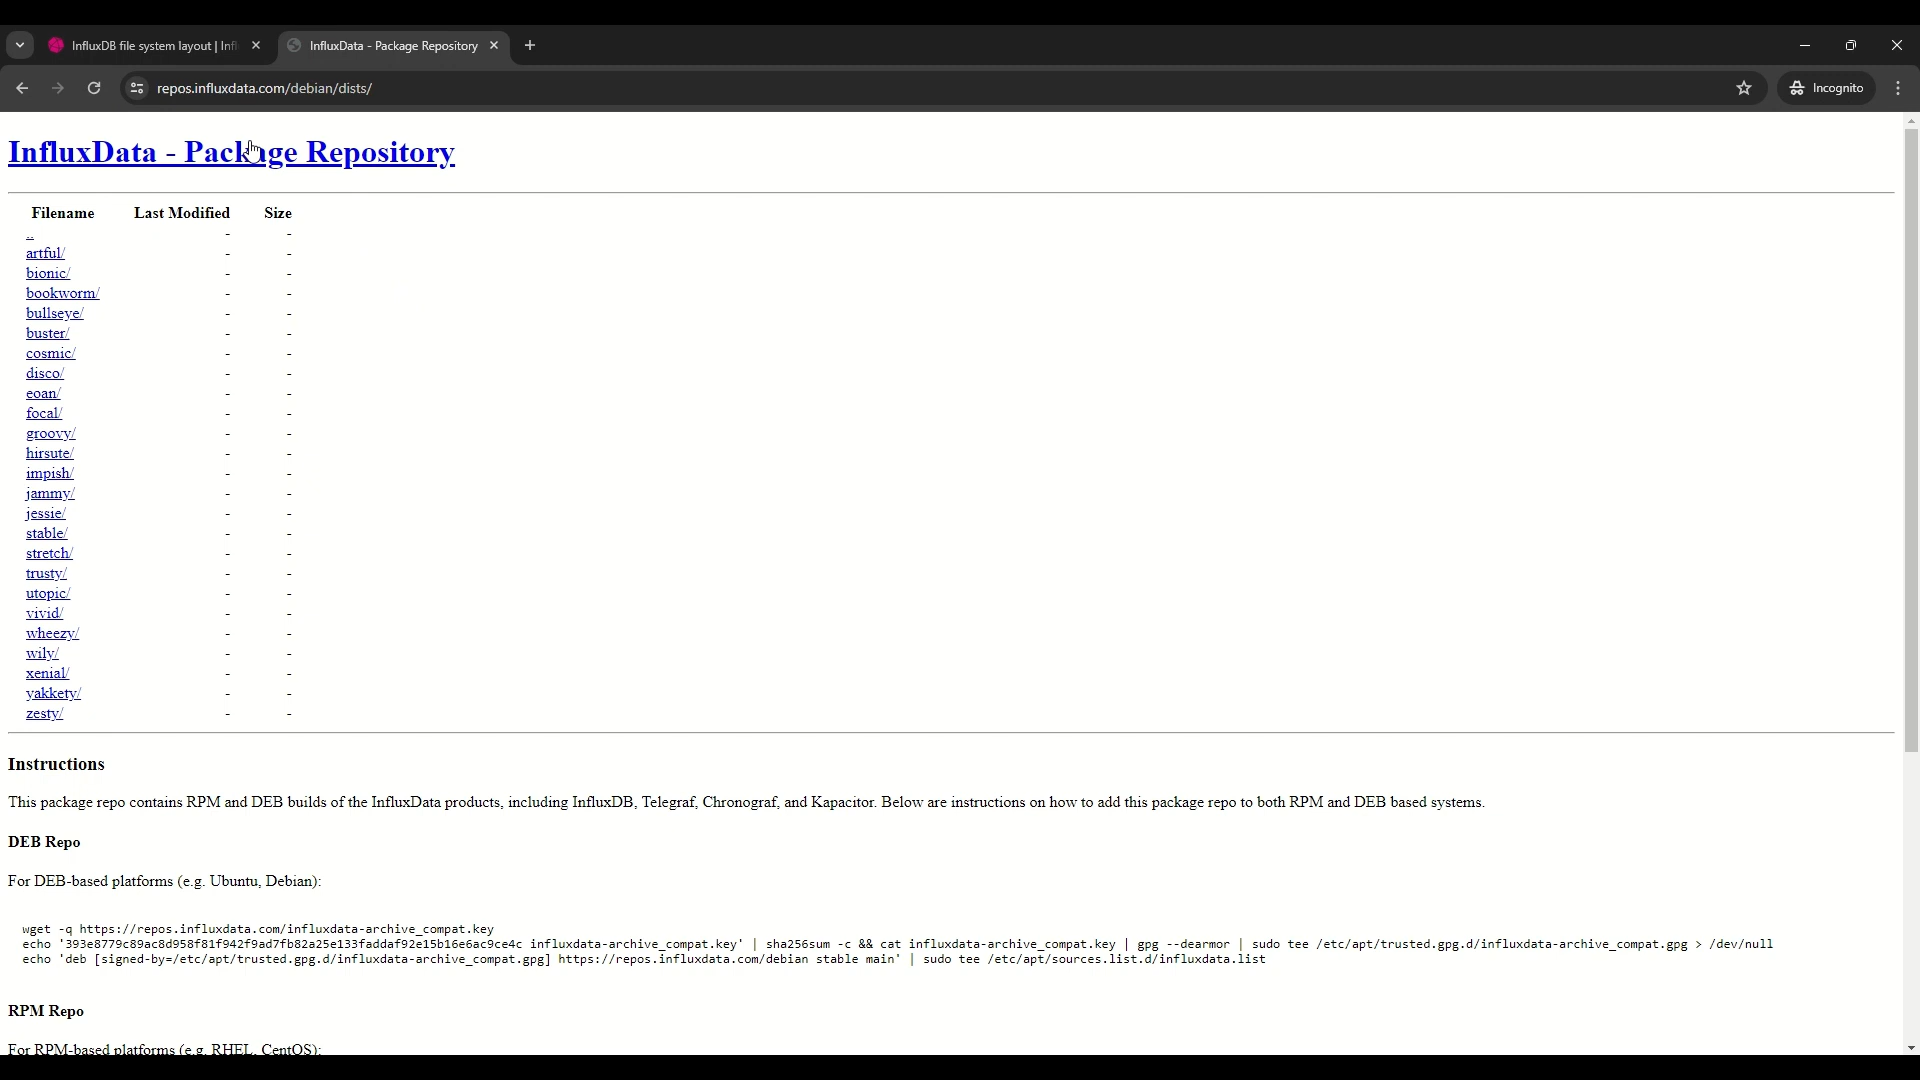 InfluxDB file system layout | Infl
InfluxData - Package Repository
repos.influxdata.com/debian/dists/
Incognito
InfluxData - Package Repository
Filename Last Modified Size
.. - -
artful/ - -
bionic/ - -
bookworm/ - -
bullseye/ - -
buster/ - -
cosmic/ - -
disco/ - -
eoan/ - -
focal/ - -
groovy/ - -
hirsute/ - -
impish/ - -
jammy/ - -
jessie/ - -
stable/ - -
stretch/ - -
trusty/ - -
utopic/ - -
vivid/ - -
wheezy/ - -
wily/ - -
xenial/ - -
yakkety/ - -
zesty/ - -
Instructions
This package repo contains RPM and DEB builds of the InfluxData products, including InfluxDB, Telegraf, Chronograf, and Kapacitor. Below are instructions on how to add this package repo to both RPM and DEB based systems.
DEB Repo
For DEB-based platforms (e.g. Ubuntu, Debian):
wget -q https://repos.influxdata.com/influxdata-archive_compat.key
echo '393e8779c89ac8d958f81f942f9ad7fb82a25e133faddaf92e15b16e6ac9ce4c influxdata-archive_compat.key' | sha256sum -c && cat influxdata-archive_compat.key | gpg --dearmor | sudo tee /etc/apt/trusted.gpg.d/influxdata-archive_compat.gpg > /dev/null
echo 'deb [signed-by=/etc/apt/trusted.gpg.d/influxdata-archive_compat.gpg] https://repos.influxdata.com/debian stable main' | sudo tee /etc/apt/sources.list.d/influxdata.list
RPM Repo
For RPM-based platforms (e.g. RHEL, CentOS):